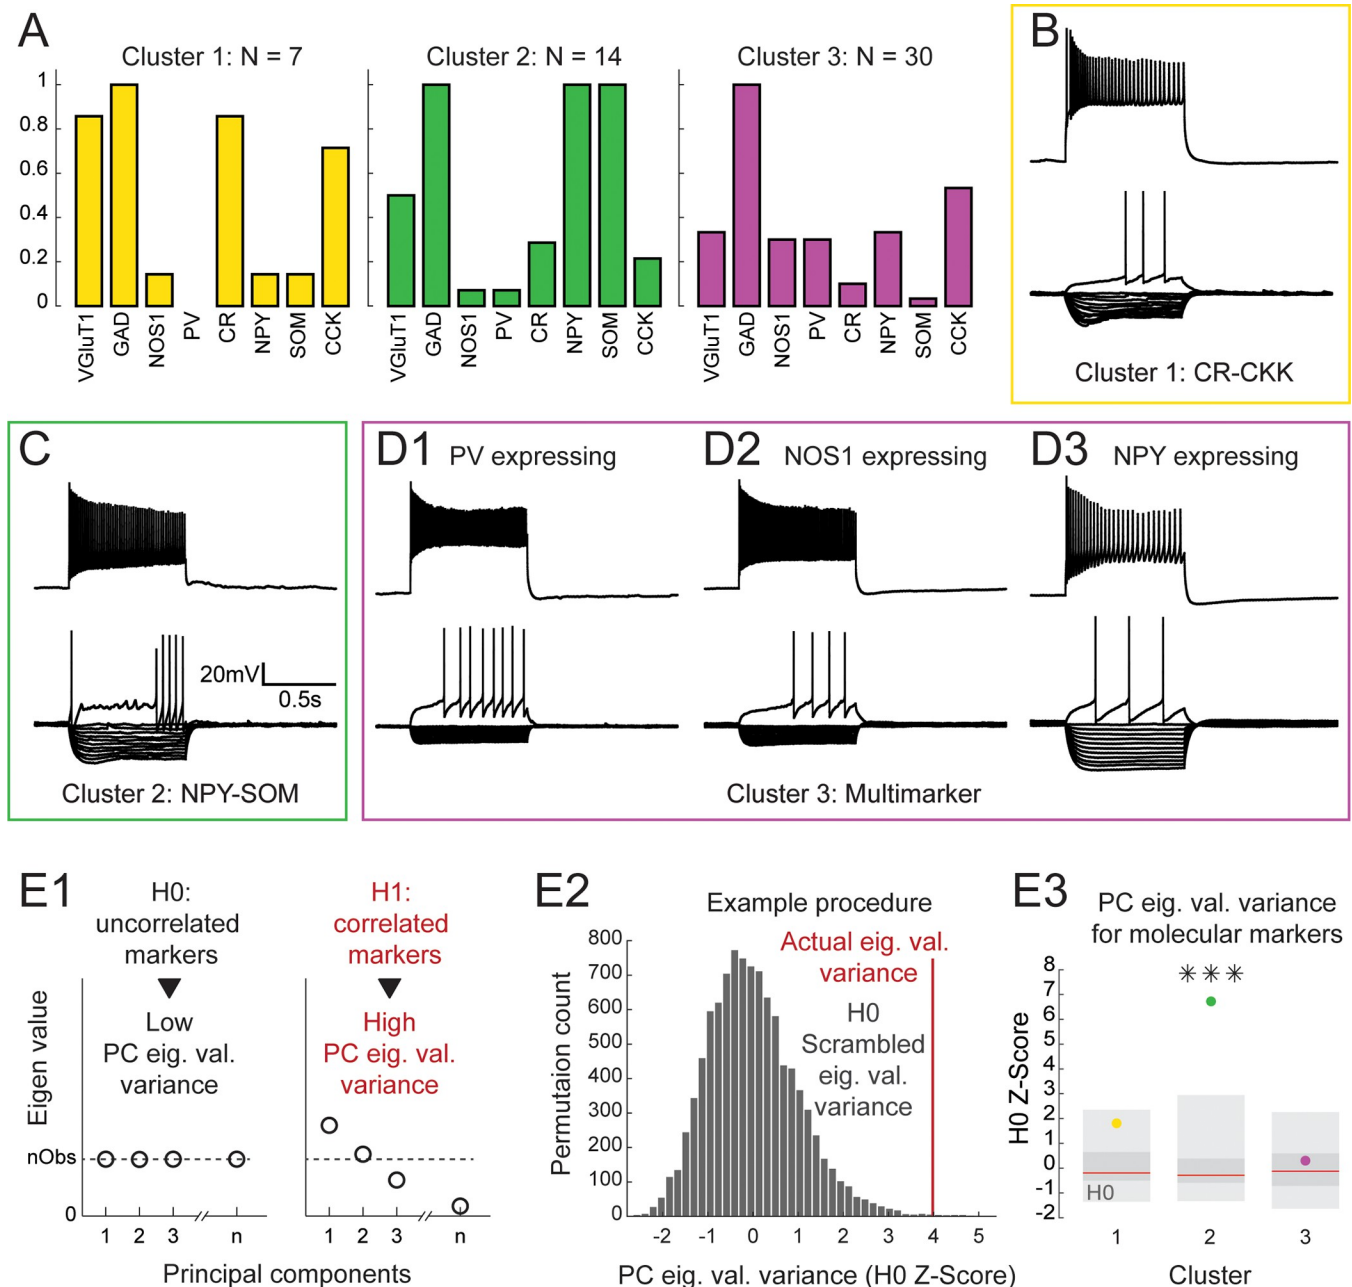 A
Cluster 1: N = 7
Cluster 2: N = 14
Cluster 3: N = 30
1
0.8
0.6
0.4
0.2
0
VGluT1
GAD
NOS1
PV
CR
NPY
SOM
CCK
VGluT1
GAD
NOS1
PV
CR
NPY
SOM
CCK
VGluT1
GAD
NOS1
PV
CR
NPY
SOM
CCK
B
Cluster 1: CR-CKK
C
20mV
0.5s
Cluster 2: NPY-SOM
D1 PV expressing
D2 NOS1 expressing
D3 NPY expressing
Cluster 3: Multimarker
E1
H0:
uncorrelated
markers
Low
PC eig. val.
variance
H1:
correlated
markers
High
PC eig. val.
variance
Eigen value
nObs
0
1 2 3 n
1 2 3 n
Principal components
E2
Example procedure
Actual eig. val.
variance
H0
Scrambled
eig. val.
variance
Permutaion count
800
700
600
500
400
300
200
100
0
-2 -1 0 1 2 3 4 5
PC eig. val. variance (H0 Z-Score)
E3
PC eig. val. variance
for molecular markers
H0 Z-Score
8
7
6
5
4
3
2
1
0
-1
-2
✳✳✳
H0
1 2 3
Cluster